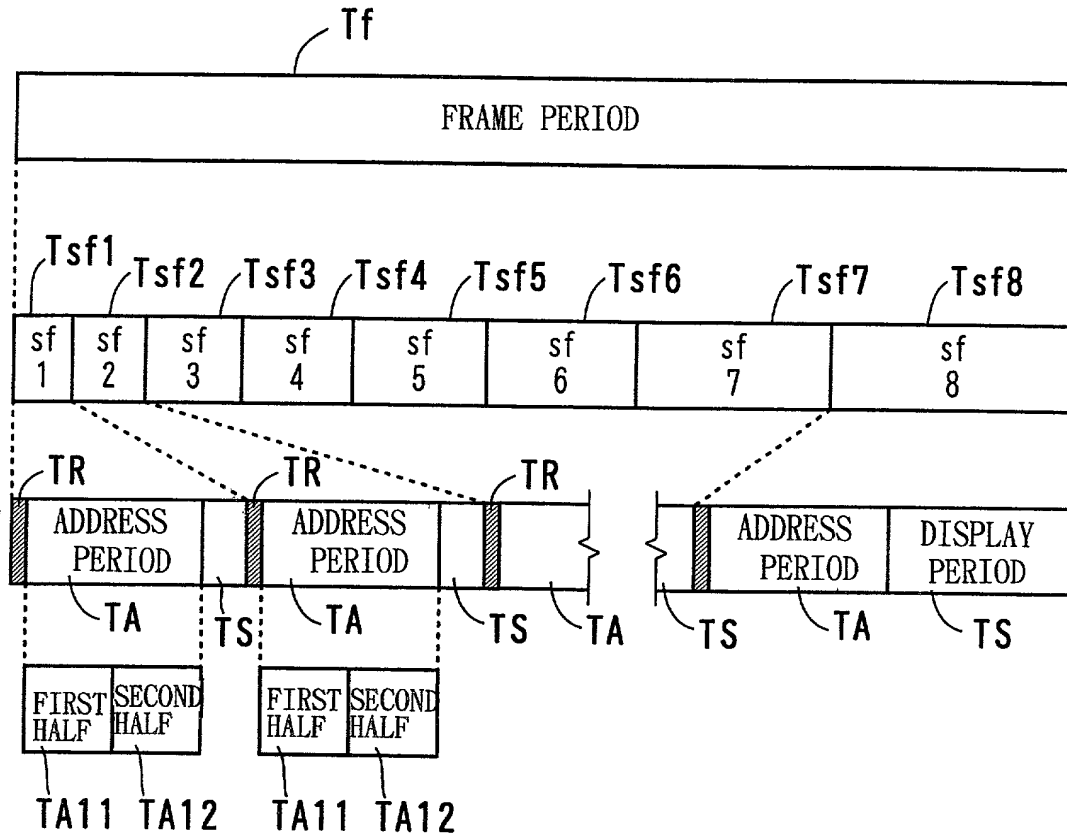 Tf
FRAME PERIOD
Tsf1 Tsf2 Tsf3 Tsf4 Tsf5 Tsf6 Tsf7 Tsf8
sf sf sf sf sf sf sf sf
1 2 3 4 5 6 7 8
TR TR TR
ADDRESS PERIOD
ADDRESS PERIOD
ADDRESS PERIOD
DISPLAY PERIOD
TA TS TA TS TA TS TA TS
FIRST HALF
SECOND HALF
FIRST HALF
SECOND HALF
TA11 TA12 TA11 TA12